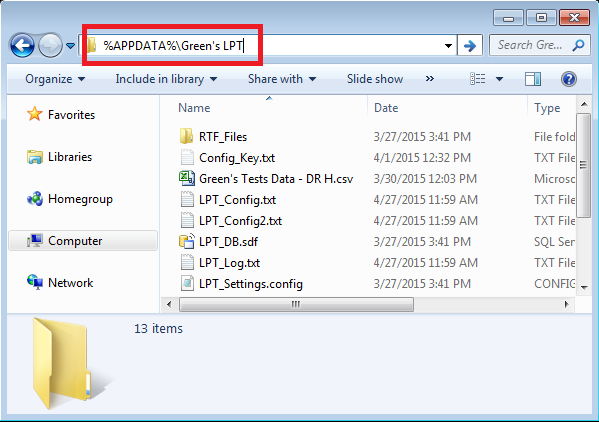 %APPDATA%\Green's LPT
Search Gre...
Organize Include in library Share with Slide show »
Name Date Type
Favorites
Libraries
Homegroup
Computer
Network
RTF_Files 3/27/2015 3:41 PM File fold
Config_Key.txt 4/1/2015 12:32 PM TXT File
Green's Tests Data - DR H.csv 3/30/2015 12:03 PM Microso
LPT_Config.txt 4/27/2015 11:59 AM TXT File
LPT_Config2.txt 4/27/2015 11:59 AM TXT File
LPT_DB.sdf 3/27/2015 3:41 PM SQL Ser
LPT_Log.txt 4/27/2015 11:59 AM TXT File
LPT_Settings.config 3/27/2015 3:41 PM CONFIG
13 items